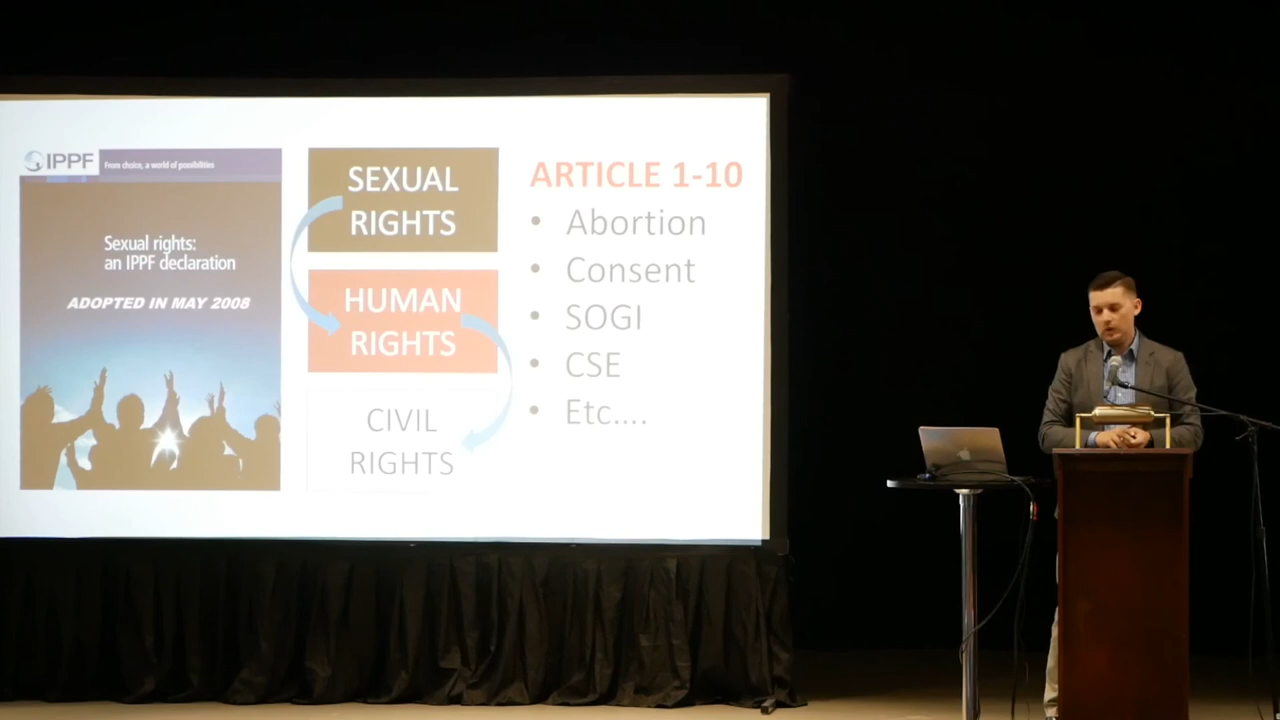 IPPF From choice, a world of possibilities
Sexual rights:
an IPPF declaration
ADOPTED IN MAY 2008
SEXUAL
RIGHTS
HUMAN
RIGHTS
CIVIL
RIGHTS
ARTICLE 1-10
• Abortion
• Consent
• SOGI
• CSE
• Etc....